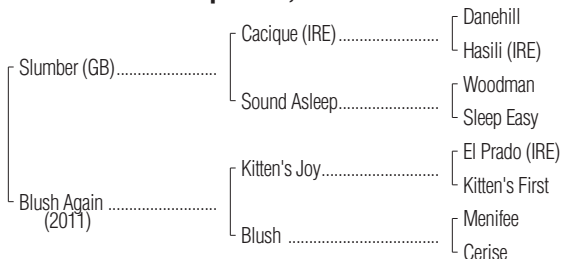 Danehill
Cacique (IRE)......................
Hasili (IRE)
Slumber (GB)......................
Woodman
Sound Asleep......................
Sleep Easy
El Prado (IRE)
Kitten's Joy..........................
Kitten's First
Blush Again ........................
(2011)
Menifee
Blush .................................
Cerise